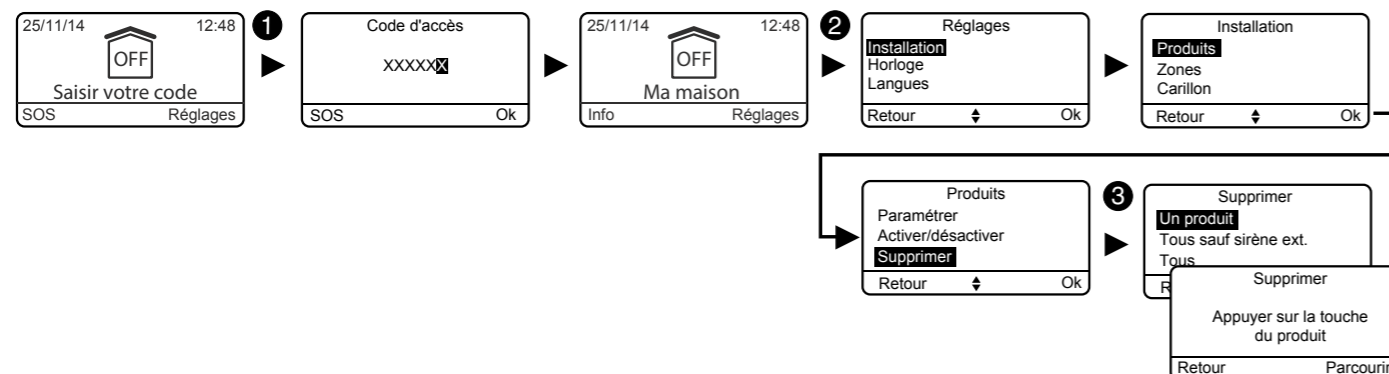 25/11/14 12:48
OFF
Saisir votre code
SOS Réglages
1
Code d'accès
XXXXXX
SOS Ok
25/11/14 12:48
OFF
Ma maison
Info Réglages
2
Réglages
Installation
Horloge
Langues
Retour Ok
Installation
Produits
Zones
Carillon
Retour Ok
Produits
Paramétrer
Activer/désactiver
Supprimer
Retour Ok
3
Supprimer
Un produit
Tous sauf sirène ext.
Tous
R
Supprimer
Appuyer sur la touche
du produit
Retour Parcourir